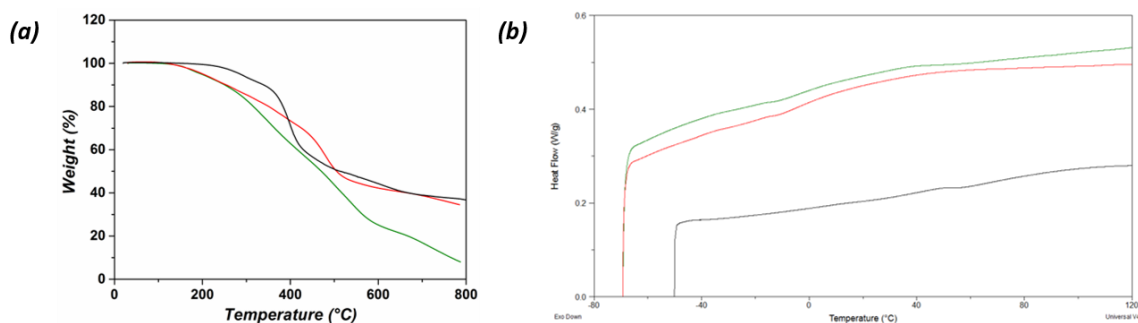 (a)
120
100
80
60
40
20
0
Weight (%)
0 200 400 600 800
Temperature (°C)
(b)
0.6
0.4
0.2
0.0
Heat Flow (W/g)
-80 -40 0 40 80 120
Exo Down
Temperature (°C)
Universal V